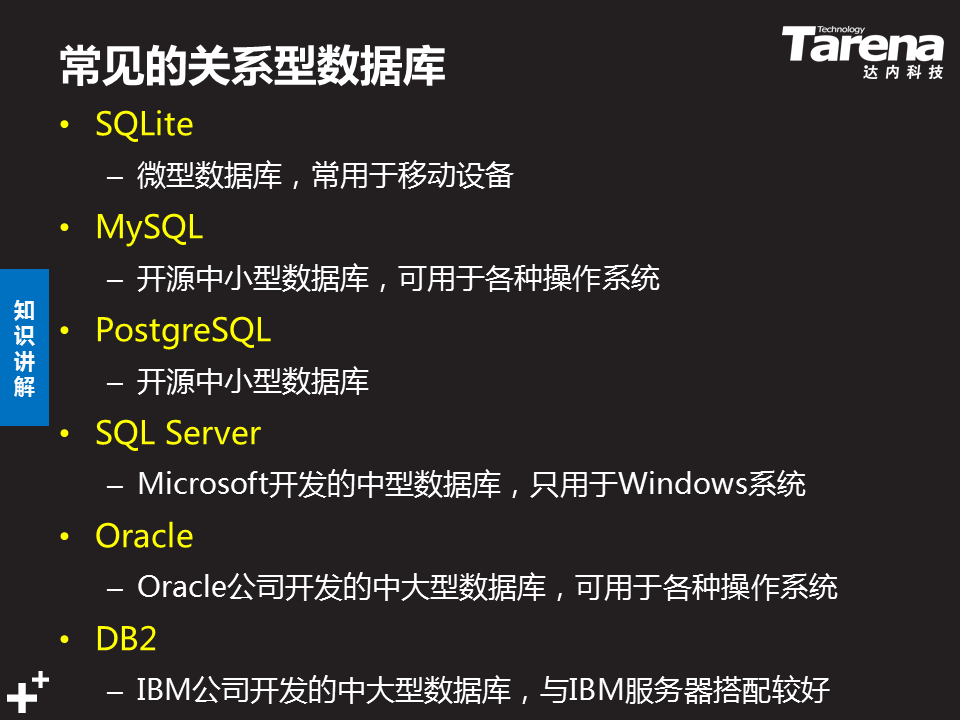 常见的关系型数据库
Technology
Tarena
达内科技
• SQLite
– 微型数据库，常用于移动设备
• MySQL
– 开源中小型数据库，可用于各种操作系统
• PostgreSQL
– 开源中小型数据库
• SQL Server
– Microsoft开发的中型数据库，只用于Windows系统
• Oracle
– Oracle公司开发的中大型数据库，可用于各种操作系统
• DB2
– IBM公司开发的中大型数据库，与IBM服务器搭配较好
知识讲解